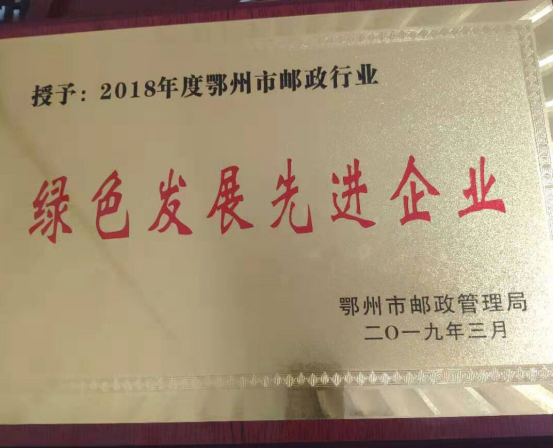 授予：2018年度鄂州市邮政行业
绿色发展先进企业
鄂州市邮政管理局
二〇一九年三月